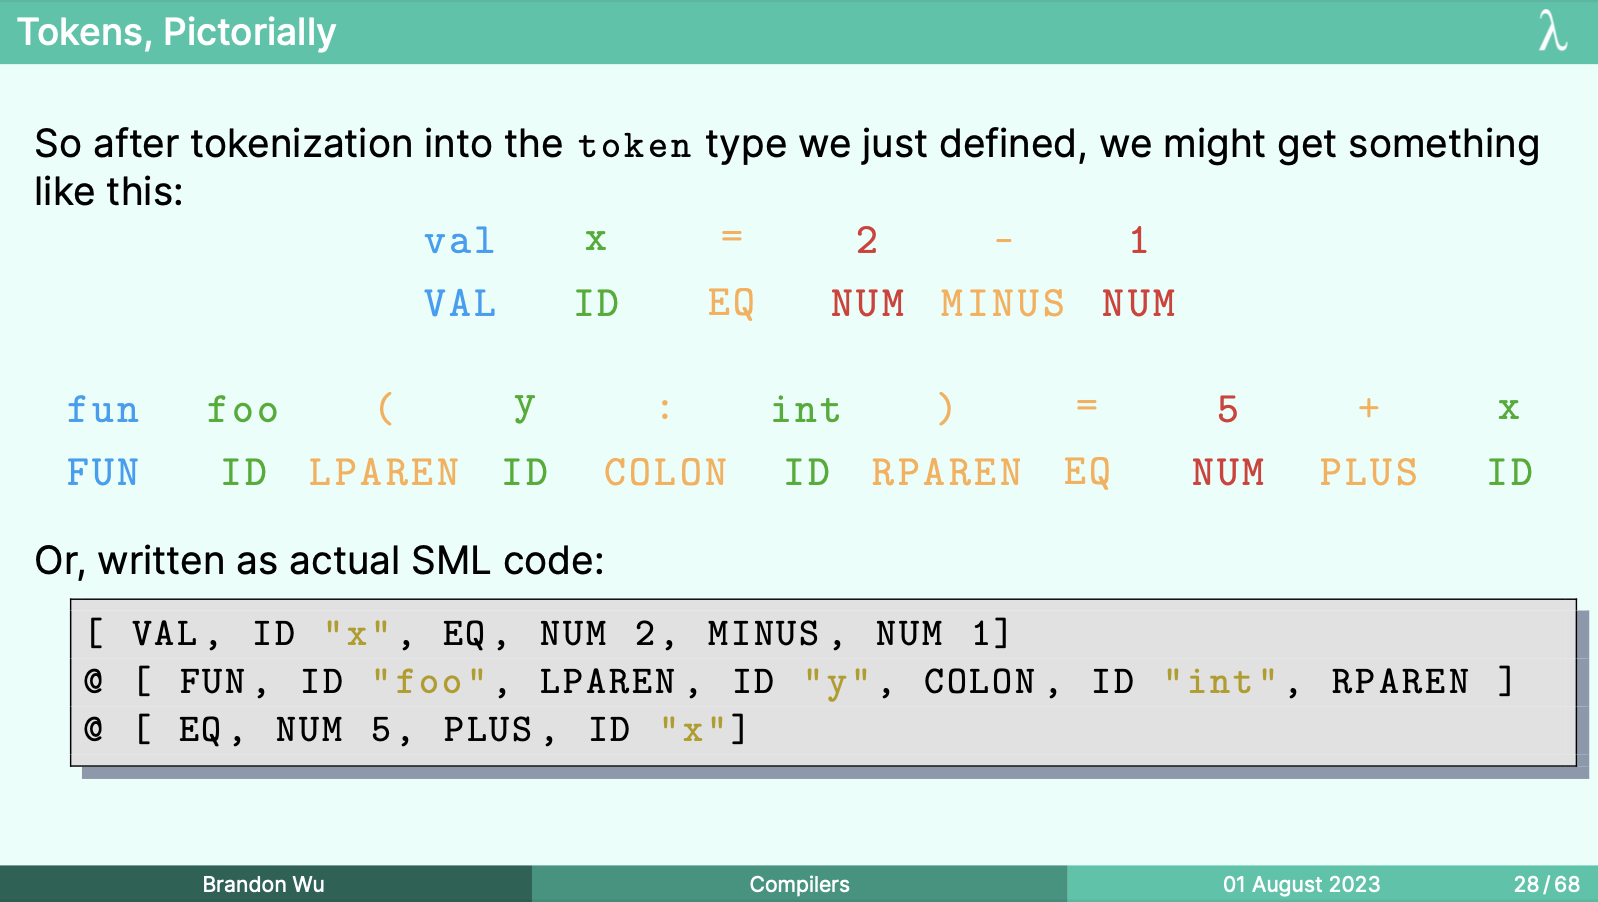 Tokens, Pictorially λ
So after tokenization into the token type we just defined, we might get something
like this:
val x = 2 - 1
VAL ID EQ NUM MINUS NUM
fun foo ( y : int ) = 5 + x
FUN ID LPAREN ID COLON ID RPAREN EQ NUM PLUS ID
Or, written as actual SML code:
[ VAL, ID "x", EQ, NUM 2, MINUS, NUM 1]
@ [ FUN, ID "foo", LPAREN, ID "y", COLON, ID "int", RPAREN ]
@ [ EQ, NUM 5, PLUS, ID "x"]
Brandon Wu Compilers 01 August 2023 28 / 68